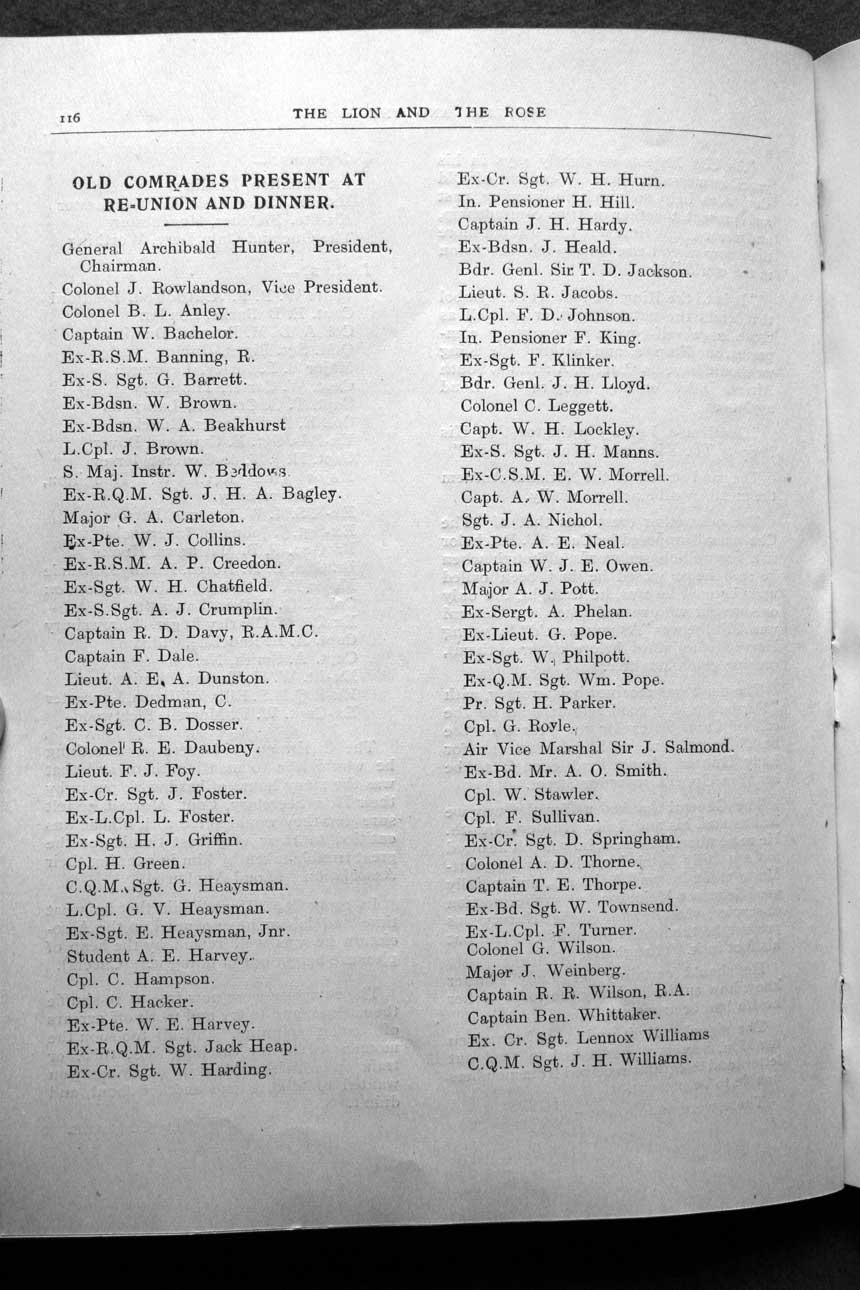 116
THE LION AND THE ROSE
OLD COMRADES PRESENT AT
RE-UNION AND DINNER.
General Archibald Hunter, President,
Chairman.
Colonel J. Rowlandson, Vice President.
Colonel B. L. Anley.
Captain W. Bachelor.
Ex-R.S.M. Banning, R.
Ex-S. Sgt. G. Barrett.
Ex-Bdsn. W. Brown.
Ex-Bdsn. W. A. Beakhurst
L.Cpl. J. Brown.
S. Maj. Instr. W. Beddows.
Ex-R.Q.M. Sgt. J. H. A. Bagley.
Major G. A. Carleton.
Ex-Pte. W. J. Collins.
Ex-R.S.M. A. P. Creedon.
Ex-Sgt. W. H. Chatfield.
Ex-S.Sgt. A. J. Crumplin.
Captain R. D. Davy, R.A.M.C.
Captain F. Dale.
Lieut. A. E. A. Dunston.
Ex-Pte. Dedman, C.
Ex-Sgt. C. B. Dosser.
Colonel R. E. Daubeny.
Lieut. F. J. Foy.
Ex-Cr. Sgt. J. Foster.
Ex-L.Cpl. L. Foster.
Ex-Sgt. H. J. Griffin.
Cpl. H. Green.
C.Q.M. Sgt. G. Heaysman.
L.Cpl. G. V. Heaysman.
Ex-Sgt. E. Heaysman, Jnr.
Student A. E. Harvey.
Cpl. C. Hampson.
Cpl. C. Hacker.
Ex-Pte. W. E. Harvey.
Ex-R.Q.M. Sgt. Jack Heap.
Ex-Cr. Sgt. W. Harding.
Ex-Cr. Sgt. W. H. Hurn.
In. Pensioner H. Hill.
Captain J. H. Hardy.
Ex-Bdsn. J. Heald.
Bdr. Genl. Sir T. D. Jackson.
Lieut. S. R. Jacobs.
L.Cpl. F. D. Johnson.
In. Pensioner F. King.
Ex-Sgt. F. Klinker.
Bdr. Genl. J. H. Lloyd.
Colonel C. Leggett.
Capt. W. H. Lockley.
Ex-S. Sgt. J. H. Manns.
Ex-C.S.M. E. W. Morrell.
Capt. A. W. Morrell.
Sgt. J. A. Nichol.
Ex-Pte. A. E. Neal.
Captain W. J. E. Owen.
Major A. J. Pott.
Ex-Sergt. A. Phelan.
Ex-Lieut. G. Pope.
Ex-Sgt. W. Philpott.
Ex-Q.M. Sgt. Wm. Pope.
Pr. Sgt. H. Parker.
Cpl. G. Royle.
Air Vice Marshal Sir J. Salmond.
Ex-Bd. Mr. A. O. Smith.
Cpl. W. Stawler.
Cpl. F. Sullivan.
Ex-Cr. Sgt. D. Springham.
Colonel A. D. Thorne.
Captain T. E. Thorpe.
Ex-Bd. Sgt. W. Townsend.
Ex-L.Cpl. F. Turner.
Colonel G. Wilson.
Major J. Weinberg.
Captain R. R. Wilson, R.A.
Captain Ben. Whittaker.
Ex. Cr. Sgt. Lennox Williams
C.Q.M. Sgt. J. H. Williams.